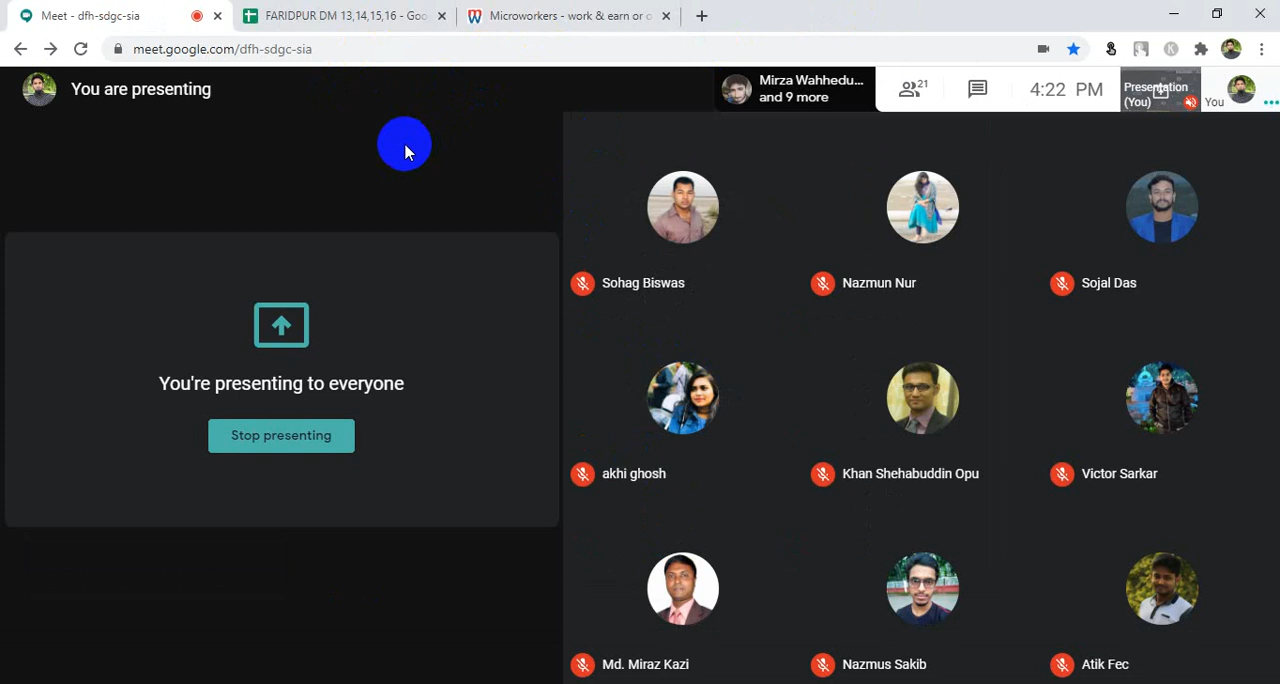 Meet - dfh-sdgc-sia
FARIDPUR DM 13,14,15,16 - Goo
Microworkers - work & earn or o
meet.google.com/dfh-sdgc-sia
You are presenting
Mirza Wahhedu...
and 9 more
21
4:22 PM
Presentation
(You)
You
You're presenting to everyone
Stop presenting
Sohag Biswas
Nazmun Nur
Sojal Das
akhi ghosh
Khan Shehabuddin Opu
Victor Sarkar
Md. Miraz Kazi
Nazmus Sakib
Atik Fec